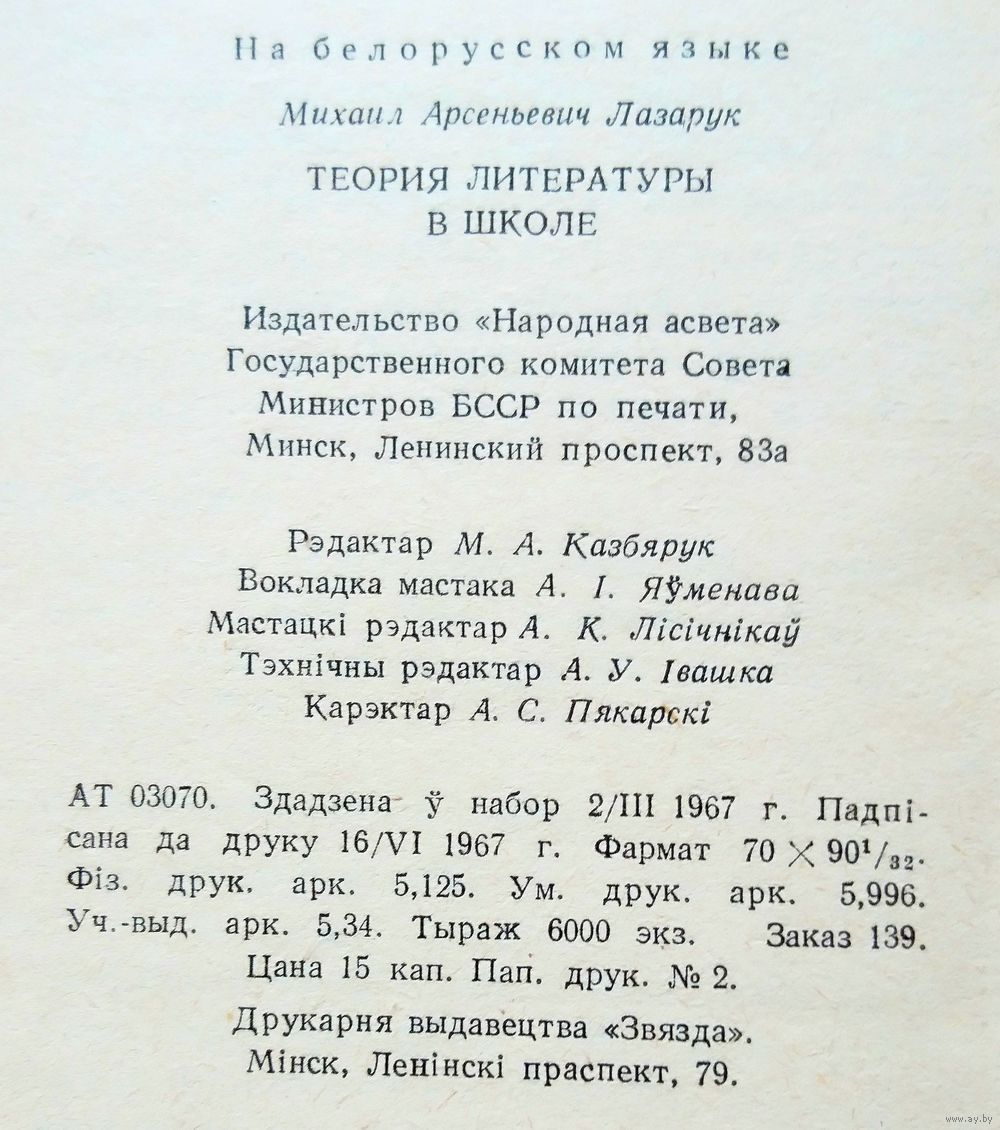 На белорусском языке
Михаил Арсеньевич Лазарук
ТЕОРИЯ ЛИТЕРАТУРЫ
В ШКОЛЕ
Издательство «Народная асвета»
Государственного комитета Совета
Министров БССР по печати,
Минск, Ленинский проспект, 83а
Рэдактар М. А. Казбярук
Вокладка мастака А. І. Яўменава
Мастацкі рэдактар А. К. Лісічнікаў
Тэхнічны рэдактар А. У. Івашка
Карэктар А. С. Пякарскі
АТ 03070. Здадзена ў набор 2/III 1967 г. Падпі-
сана да друку 16/VI 1967 г. Фармат 70 × 90¹/₃₂.
Фіз. друк. арк. 5,125. Ум. друк. арк. 5,996.
Уч.-выд. арк. 5,34. Тыраж 6000 экз. Заказ 139.
Цана 15 кап. Пап. друк. № 2.
Друкарня выдавецтва «Звязда».
Мінск, Ленінскі праспект, 79.
www.ay.by